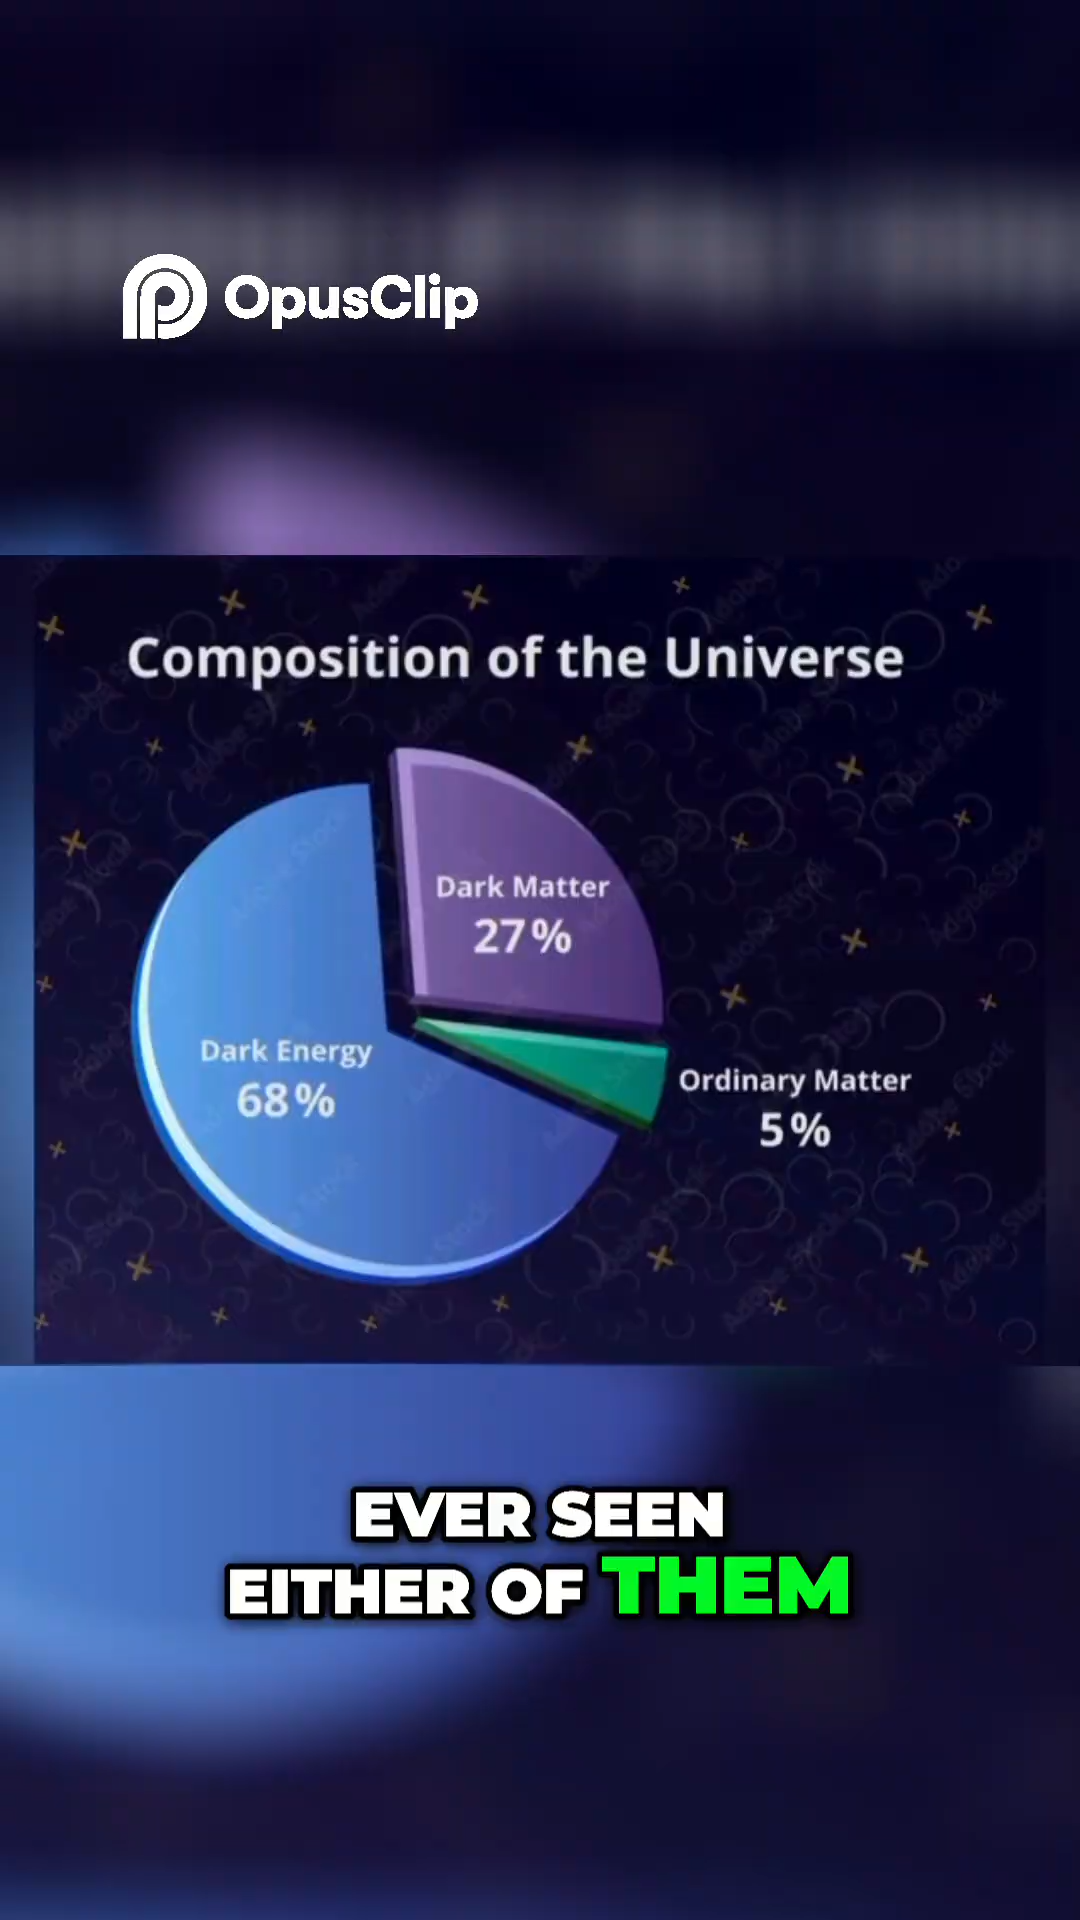 OpusClip
Composition of the Universe
Dark Matter
27%
Dark Energy
68%
Ordinary Matter
5%
EVER SEEN
EITHER OF THEM